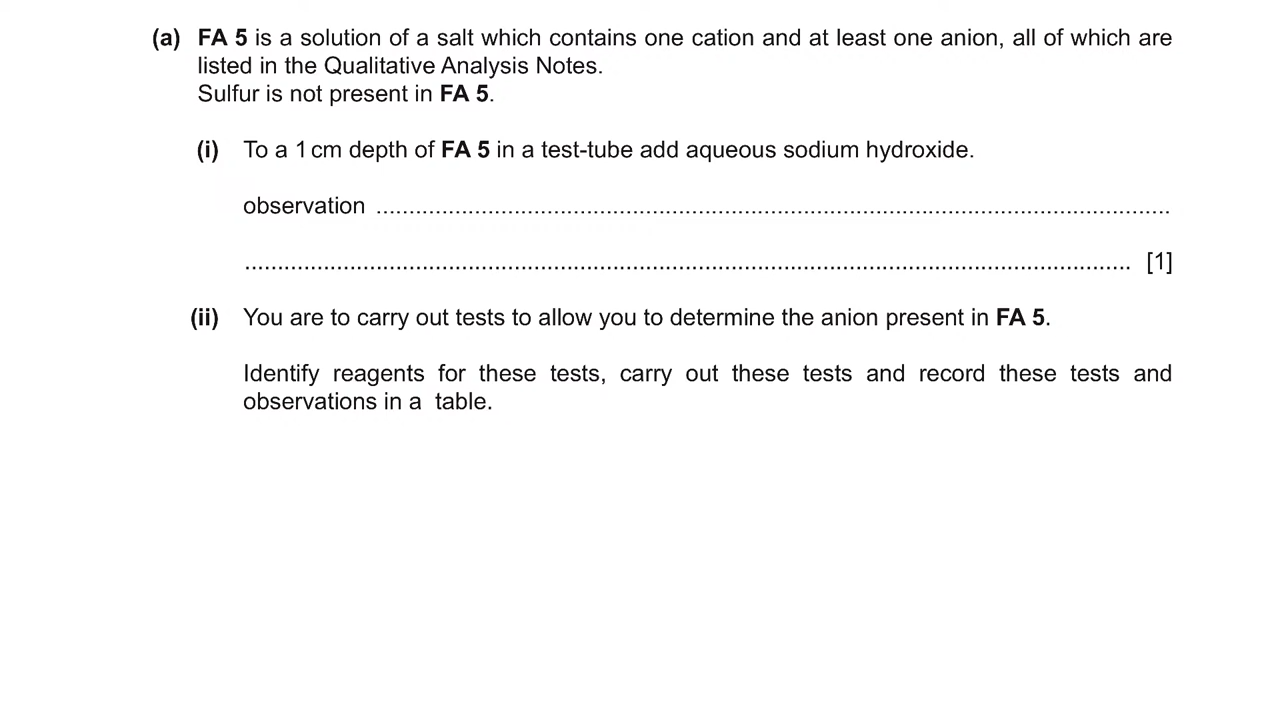 (a) FA 5 is a solution of a salt which contains one cation and at least one anion, all of which are
listed in the Qualitative Analysis Notes.
Sulfur is not present in FA 5.
(i) To a 1 cm depth of FA 5 in a test-tube add aqueous sodium hydroxide.
observation ..........................................................................................................................
......................................................................................................................................... [1]
(ii) You are to carry out tests to allow you to determine the anion present in FA 5.
Identify reagents for these tests, carry out these tests and record these tests and
observations in a table.